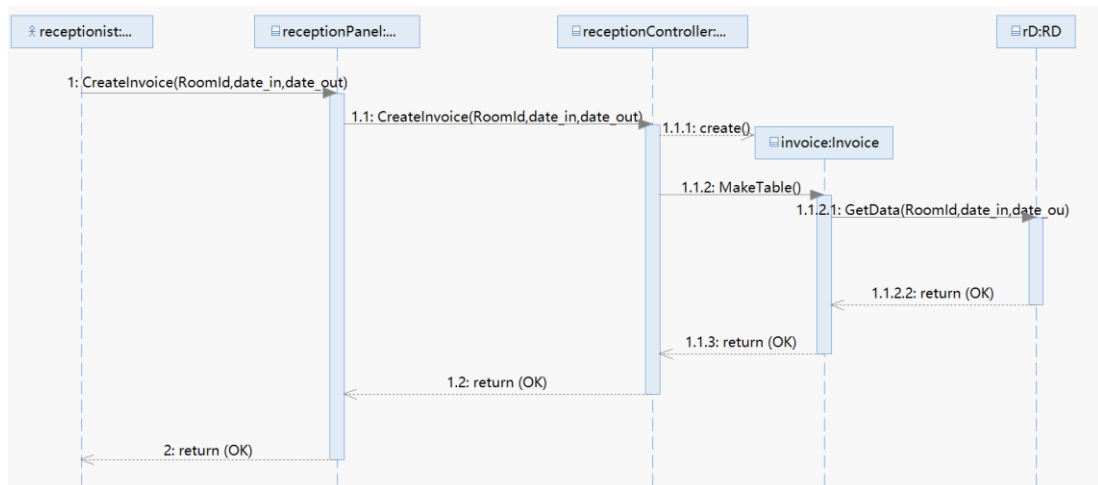 receptionist:...
receptionPanel:...
receptionController:...
rD:RD
1: CreateInvoice(RoomId,date_in,date_out)
1.1: CreateInvoice(RoomId,date_in,date_out)
1.1.1: create()
invoice:Invoice
1.1.2: MakeTable()
1.1.2.1: GetData(RoomId,date_in,date_ou)
1.1.2.2: return (OK)
1.1.3: return (OK)
1.2: return (OK)
2: return (OK)